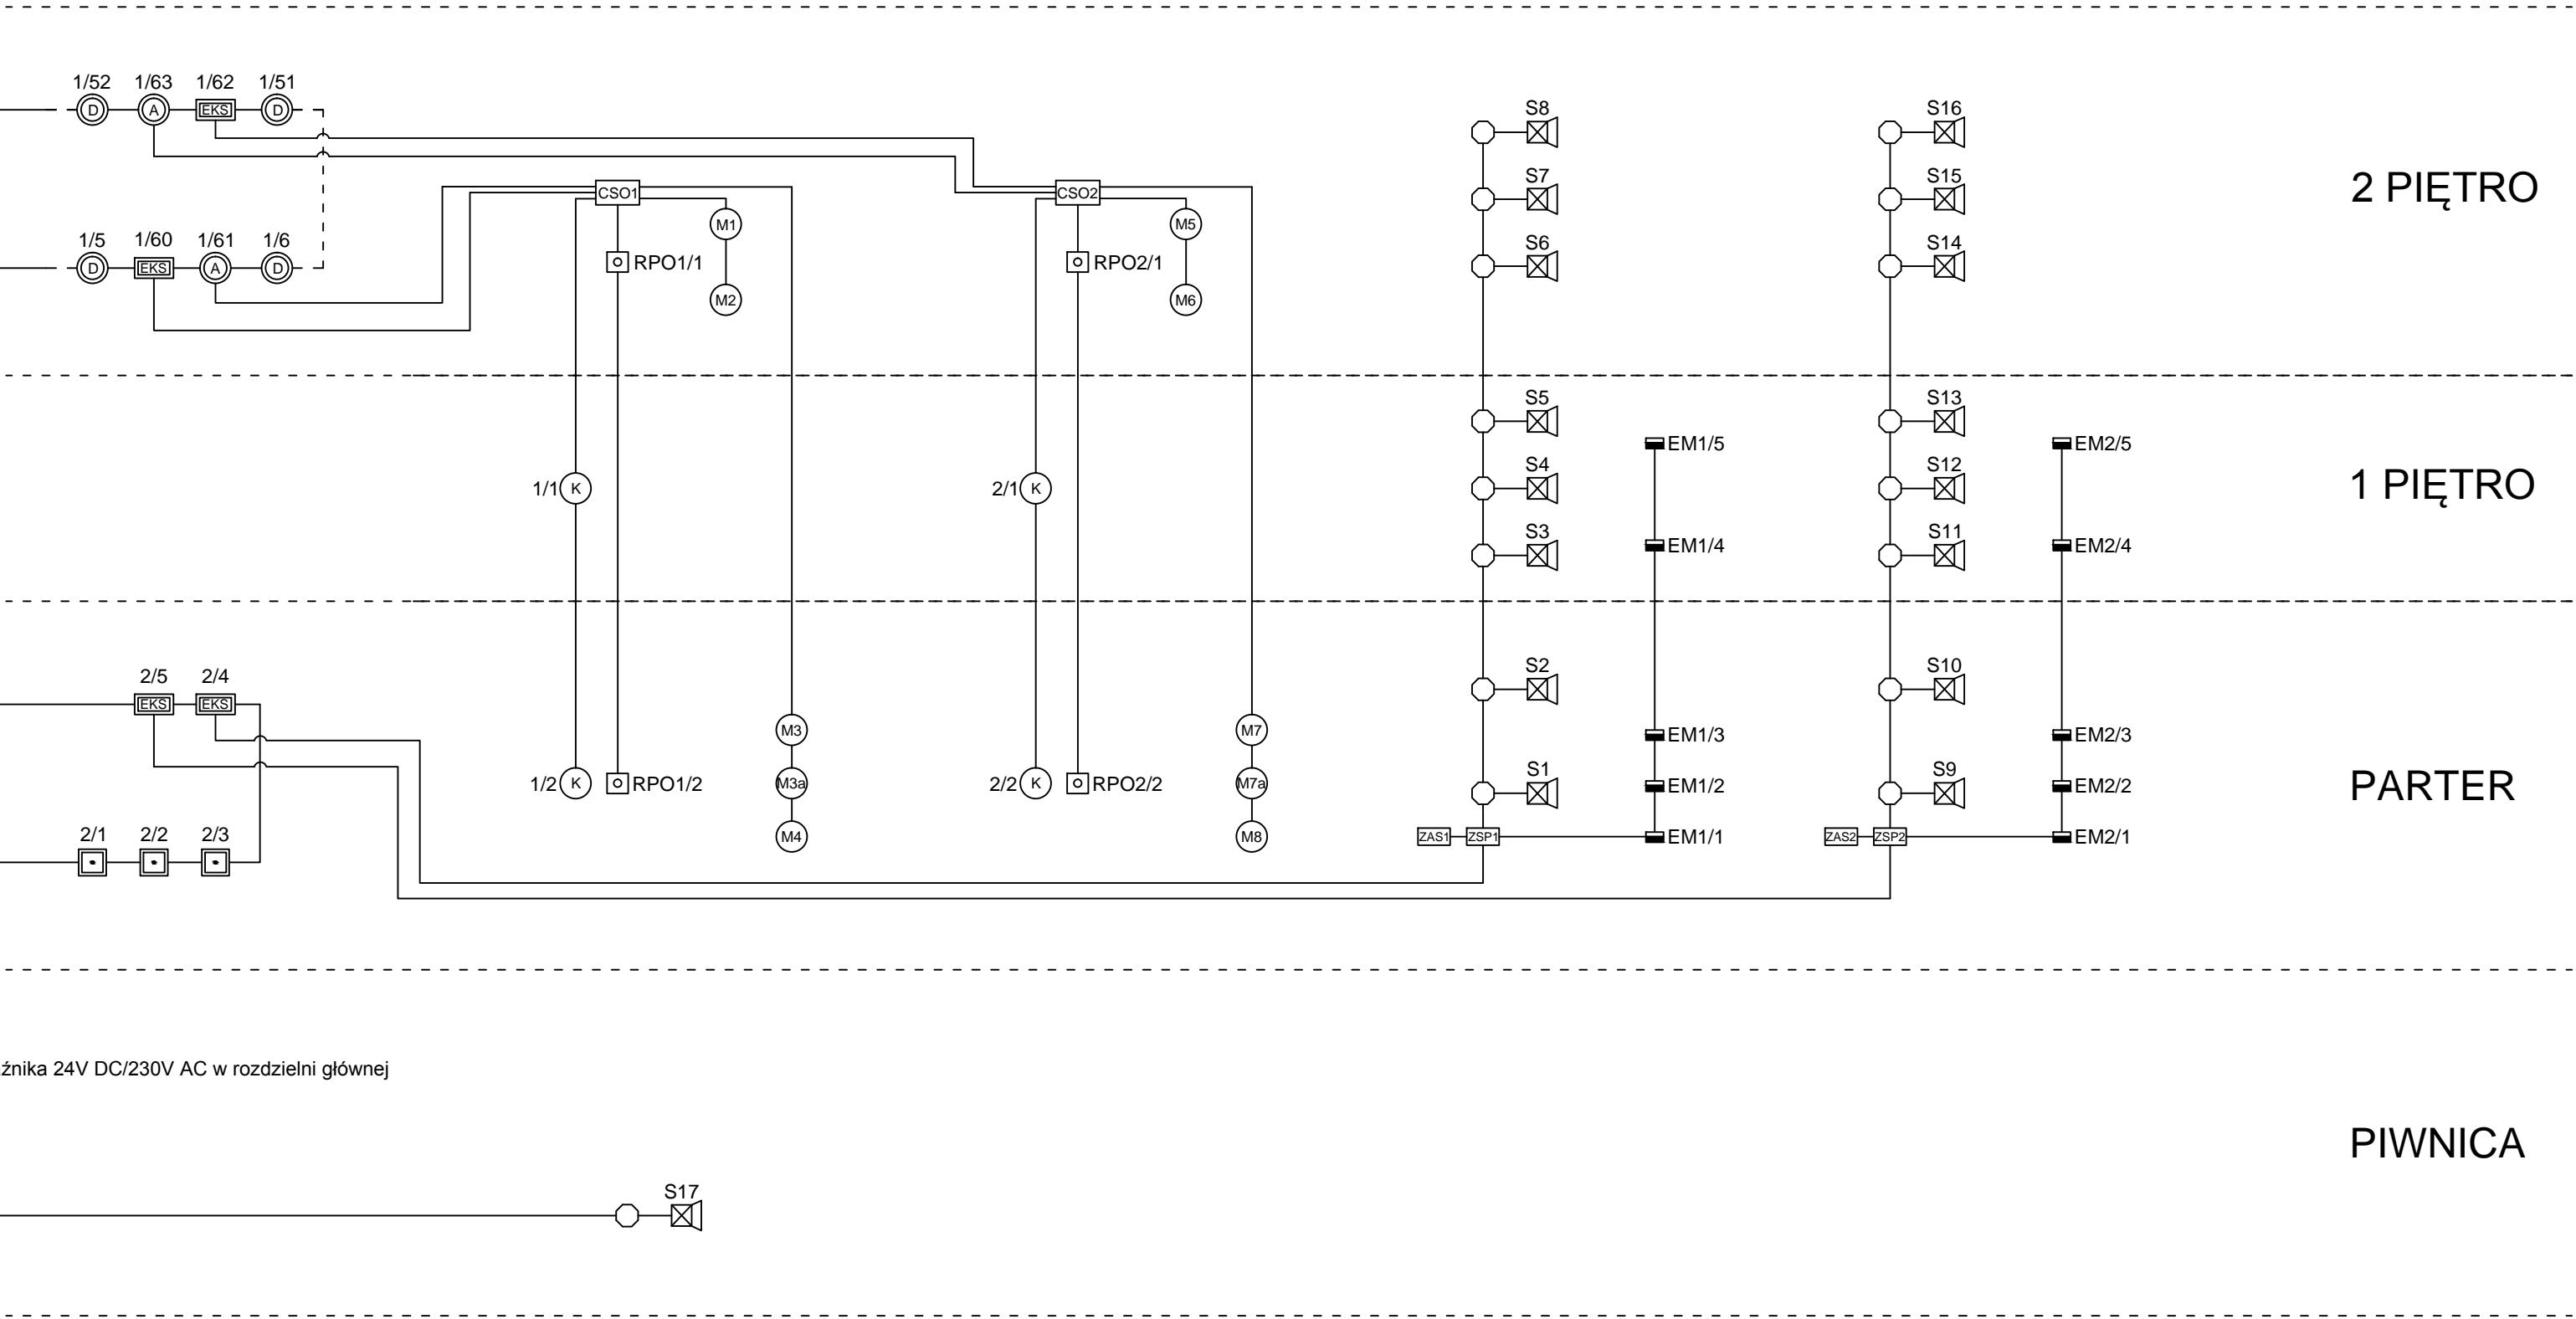 1/52 1/63 1/62 1/51
D A EKS D
S8 S16
S7 S15
CSO1 CSO2
2 PIĘTRO
M1 M5
1/5 1/60 1/61 1/6
D EKS A D
RPO1/1 RPO2/1
S6 S14
M2 M6
S5 S13
EM1/5 EM2/5
S4 S12
1/1 K 2/1 K
1 PIĘTRO
S3 S11
EM1/4 EM2/4
2/5 2/4
EKS EKS
S2 S10
M3 M7
EM1/3 EM2/3
S1 S9
1/2 K RPO1/2 M3a 2/2 K RPO2/2 M7a
EM1/2 EM2/2
PARTER
2/1 2/2 2/3
M4 M8
ZAS1 ZSP1 EM1/1 ZAS2 ZSP2 EM2/1
źnika 24V DC/230V AC w rozdzielni głównej
PIWNICA
S17